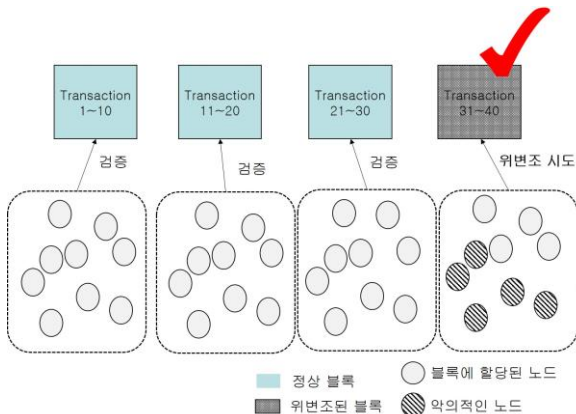 Transaction
1~10
Transaction
11~20
Transaction
21~30
Transaction
31~40
검증
검증
검증
위변조 시도
정상 블록
블록에 할당된 노드
위변조된 블록
악의적인 노드